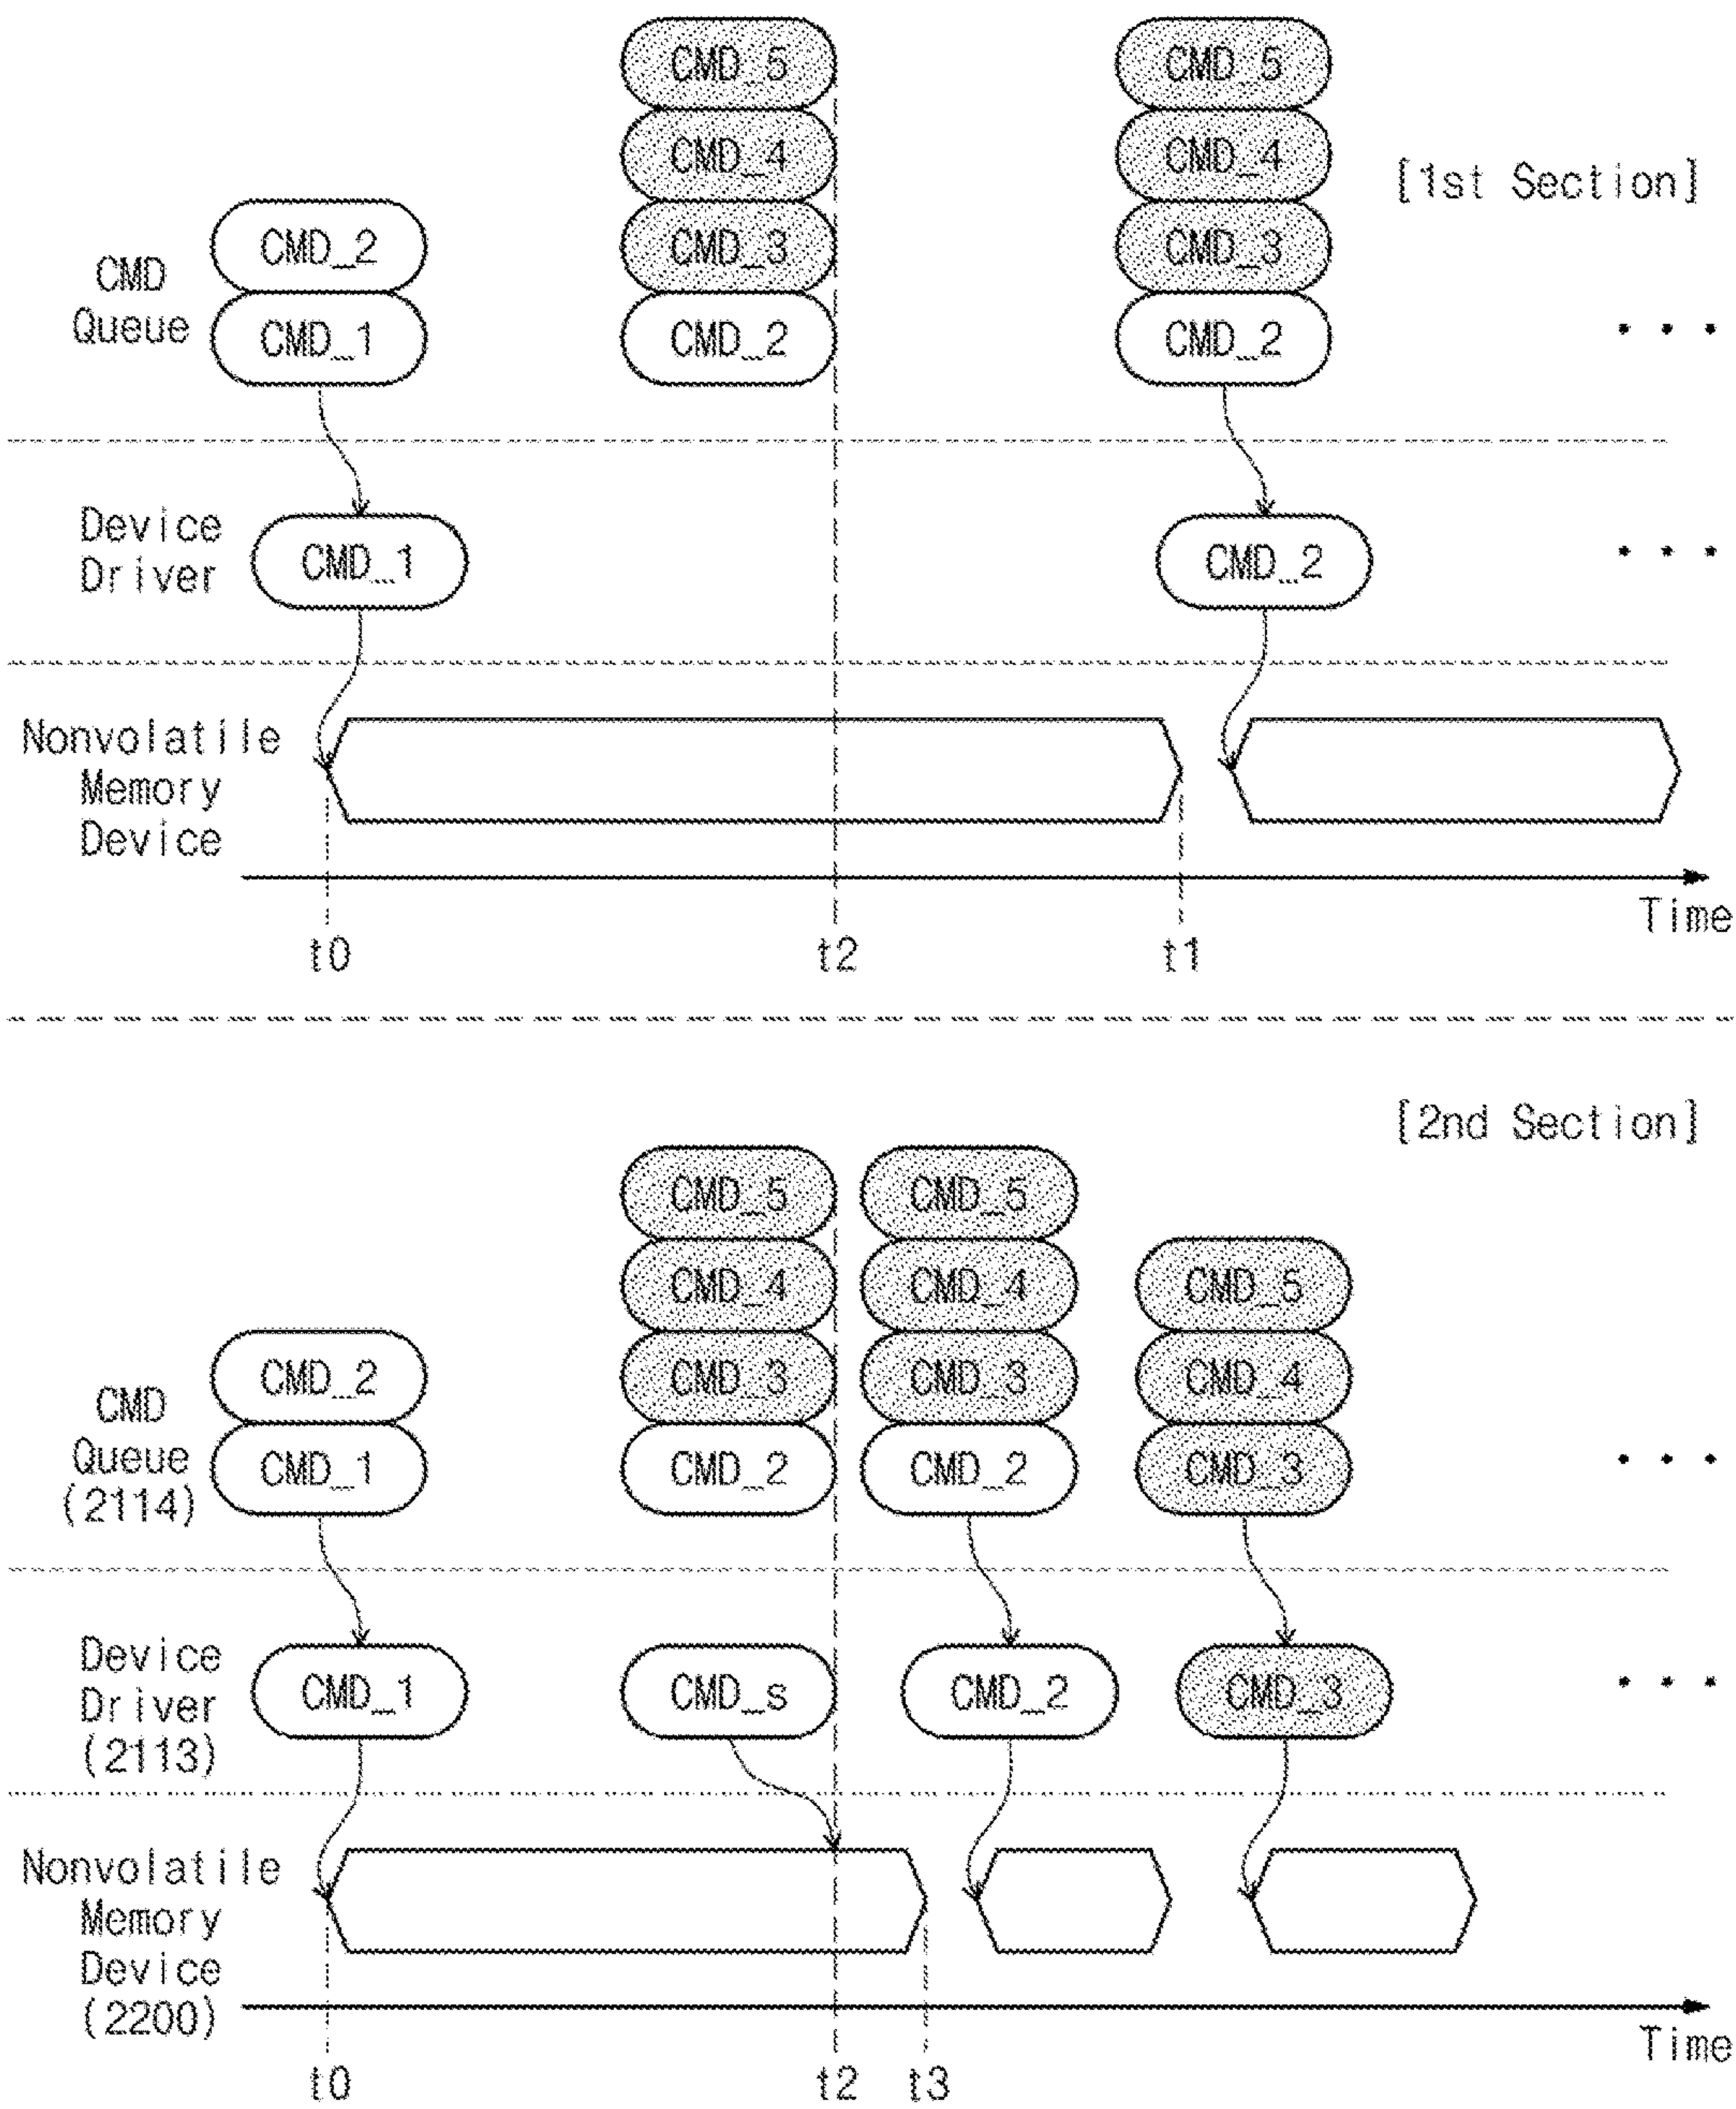 CMD_5
CMD_5
CMD_4
CMD_4
[1st Section]
CMD_2
CMD_3
CMD_3
CMD
Queue
CMD_1
CMD_2
CMD_2
. . .
Device
Driver
CMD_1
CMD_2
. . .
Nonvolatile
Memory
Device
Time
t0
t2
t1
[2nd Section]
CMD_5
CMD_5
CMD_4
CMD_4
CMD_5
CMD_2
CMD_3
CMD_3
CMD_4
CMD
Queue
(2114)
CMD_1
CMD_2
CMD_2
CMD_3
. . .
Device
Driver
(2113)
CMD_1
CMD_s
CMD_2
CMD_3
. . .
Nonvolatile
Memory
Device
(2200)
Time
t0
t2
t3